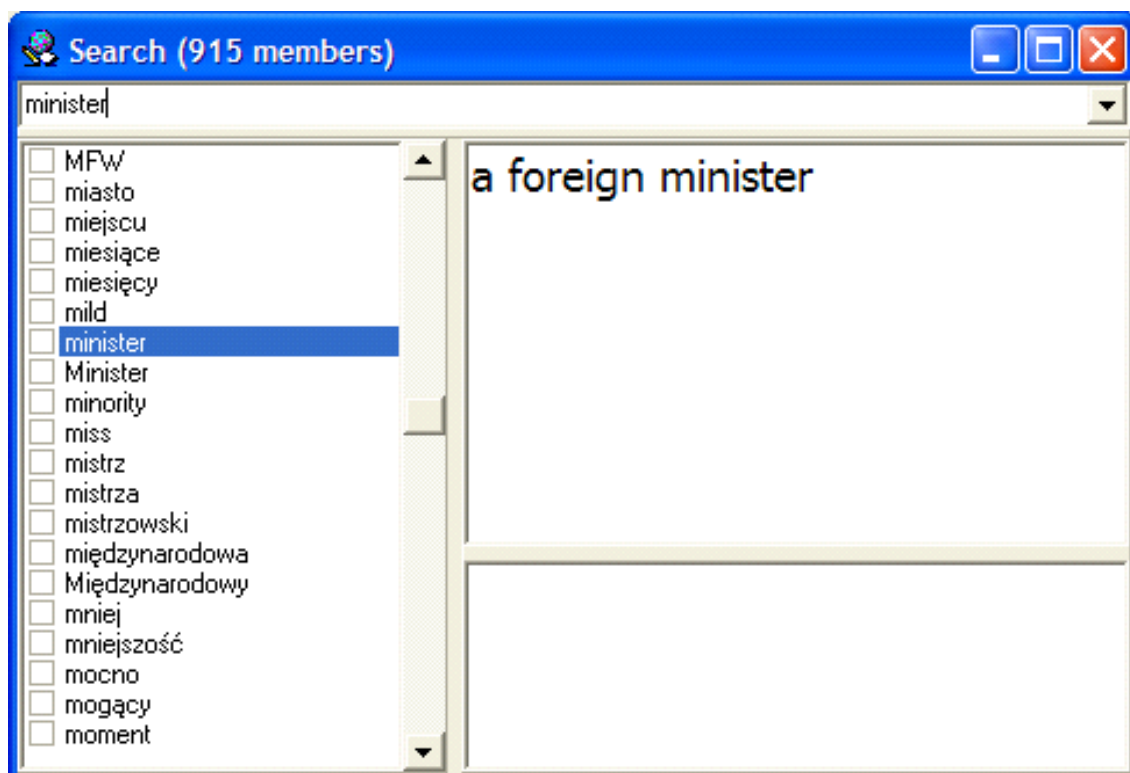 Search (915 members)
minister
MFW
miasto
miejscu
miesiące
miesięcy
mild
minister
Minister
minority
miss
mistrz
mistrza
mistrzowski
międzynarodowa
Międzynarodowy
mniej
mniejszość
mocno
mogący
moment
a foreign minister